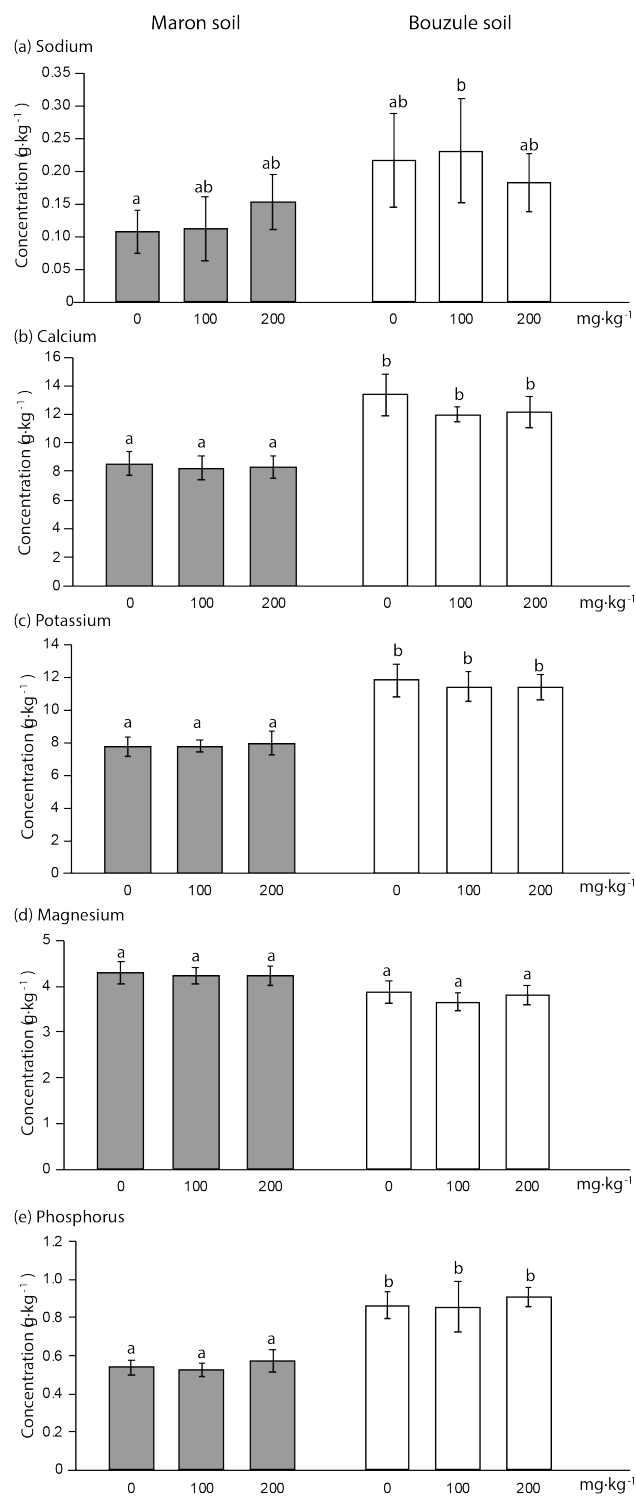 Maron soil Bouzule soil
(a) Sodium
Concentration (g·kg⁻¹)
0.35
0.30
0.25
0.20
0.15
0.10
0.05
0
a ab ab ab b ab
0 100 200 0 100 200 mg·kg⁻¹
(b) Calcium
Concentration (g·kg⁻¹)
16
14
12
10
8
6
4
2
0
a a a b b b
0 100 200 0 100 200 mg·kg⁻¹
(c) Potassium
Concentration (g·kg⁻¹)
14
12
10
8
6
4
2
0
a a a b b b
0 100 200 0 100 200 mg·kg⁻¹
(d) Magnesium
Concentration (g·kg⁻¹)
5
4
3
2
1
0
a a a a a a
0 100 200 0 100 200 mg·kg⁻¹
(e) Phosphorus
Concentration (g·kg⁻¹)
1.2
1.0
0.8
0.6
0.4
0.2
0
a a a b b b
0 100 200 0 100 200 mg·kg⁻¹